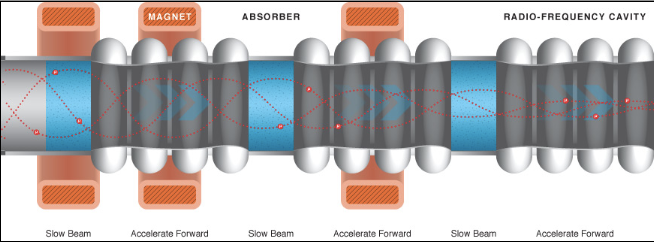 MAGNET
ABSORBER
RADIO-FREQUENCY CAVITY
Slow Beam
Accelerate Forward
Slow Beam
Accelerate Forward
Slow Beam
Accelerate Forward